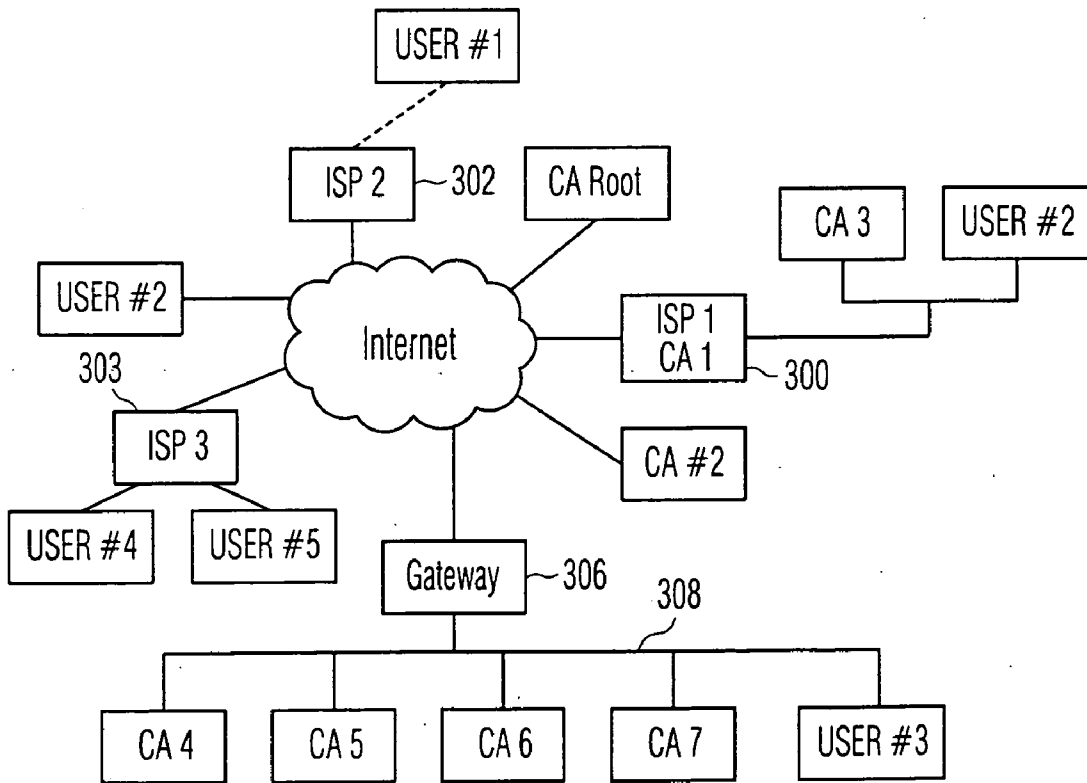 USER #1
ISP 2
302
CA Root
CA 3
USER #2
USER #2
Internet
ISP 1
CA 1
300
303
ISP 3
CA #2
USER #4
USER #5
Gateway
306
308
CA 4
CA 5
CA 6
CA 7
USER #3